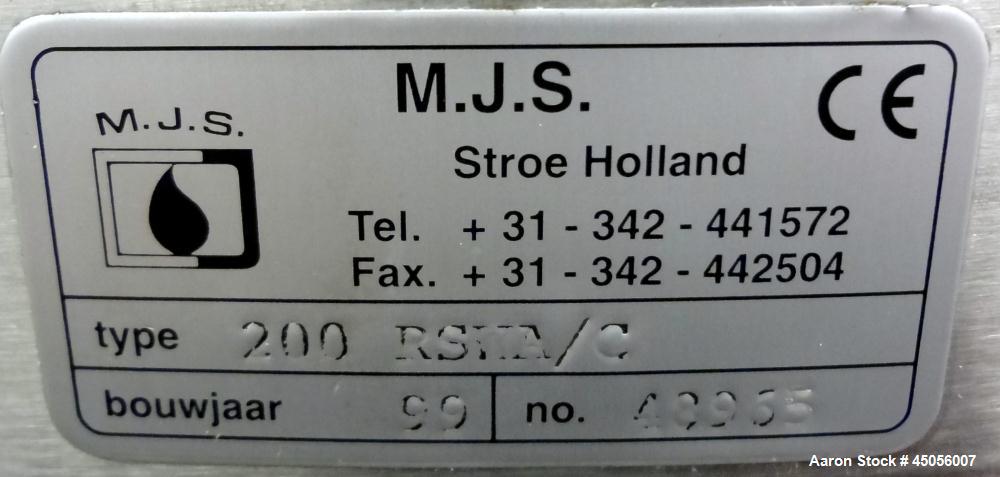 M.J.S.
M.J.S.
Stroe Holland
Tel. + 31 - 342 - 441572
Fax. + 31 - 342 - 442504
CE
type 200
bouwjaar 99
no.
Aaron Stock # 45056007